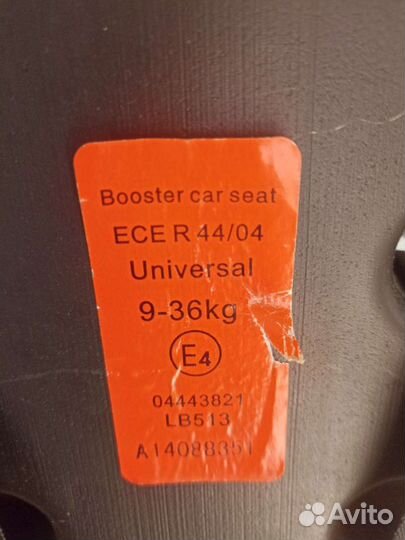 Booster car seat
ECE R 44/04
Universal
9-36kg
E4
04443821
LB513
A14088351
Avito